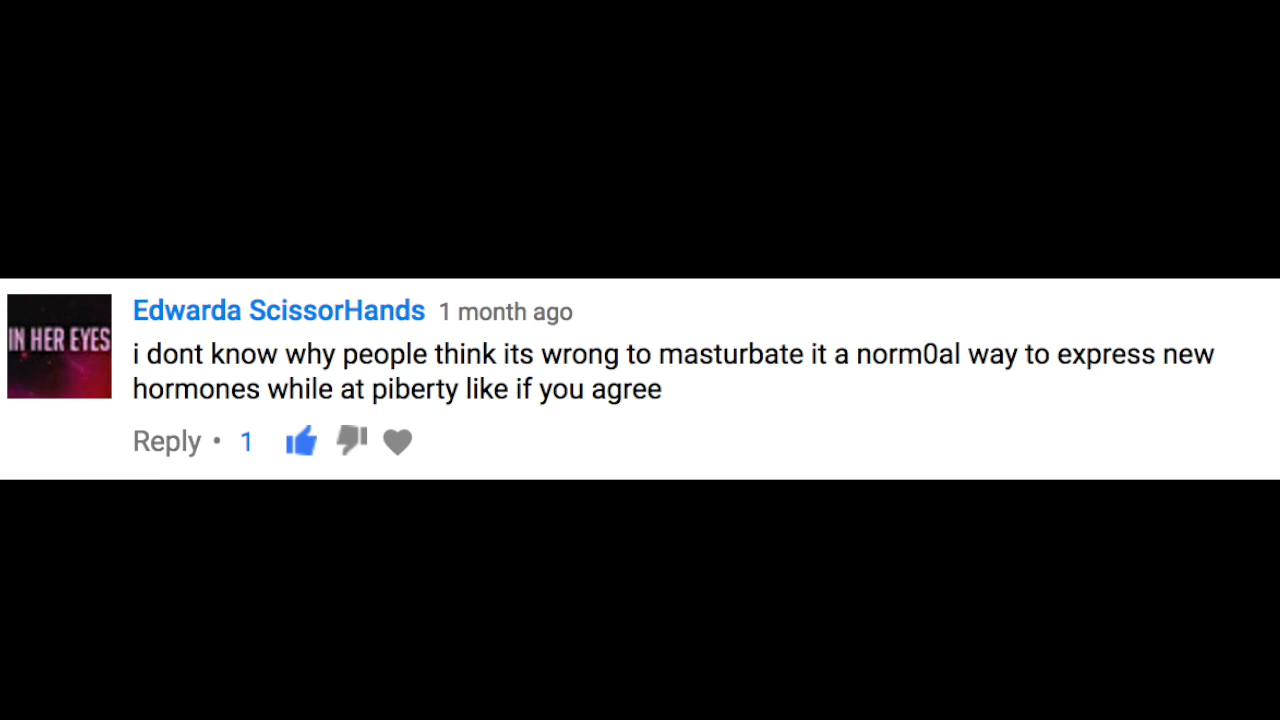 IN HER EYES
Edwarda ScissorHands 1 month ago
i dont know why people think its wrong to masturbate it a norm0al way to express new
hormones while at piberty like if you agree
Reply • 1